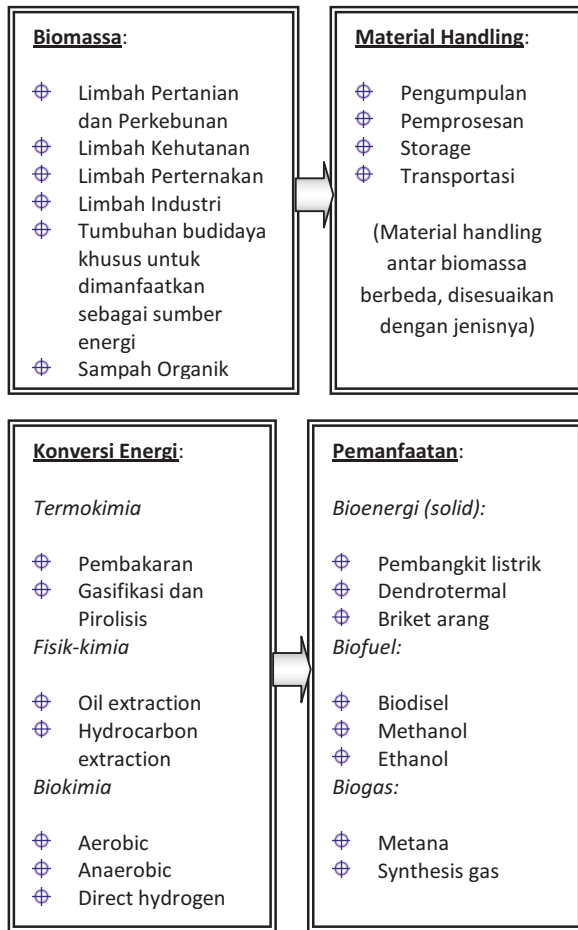 Biomassa:
Limbah Pertanian
dan Perkebunan
Limbah Kehutanan
Limbah Perternakan
Limbah Industri
Tumbuhan budidaya
khusus untuk
dimanfaatkan
sebagai sumber
energi
Sampah Organik
Material Handling:
Pengumpulan
Pemprosesan
Storage
Transportasi
(Material handling
antar biomassa
berbeda, disesuaikan
dengan jenisnya)
Konversi Energi:
Termokimia
Pembakaran
Gasifikasi dan
Pirolisis
Fisik-kimia
Oil extraction
Hydrocarbon
extraction
Biokimia
Aerobic
Anaerobic
Direct hydrogen
Pemanfaatan:
Bioenergi (solid):
Pembangkit listrik
Dendrotermal
Briket arang
Biofuel:
Biodisel
Methanol
Ethanol
Biogas:
Metana
Synthesis gas